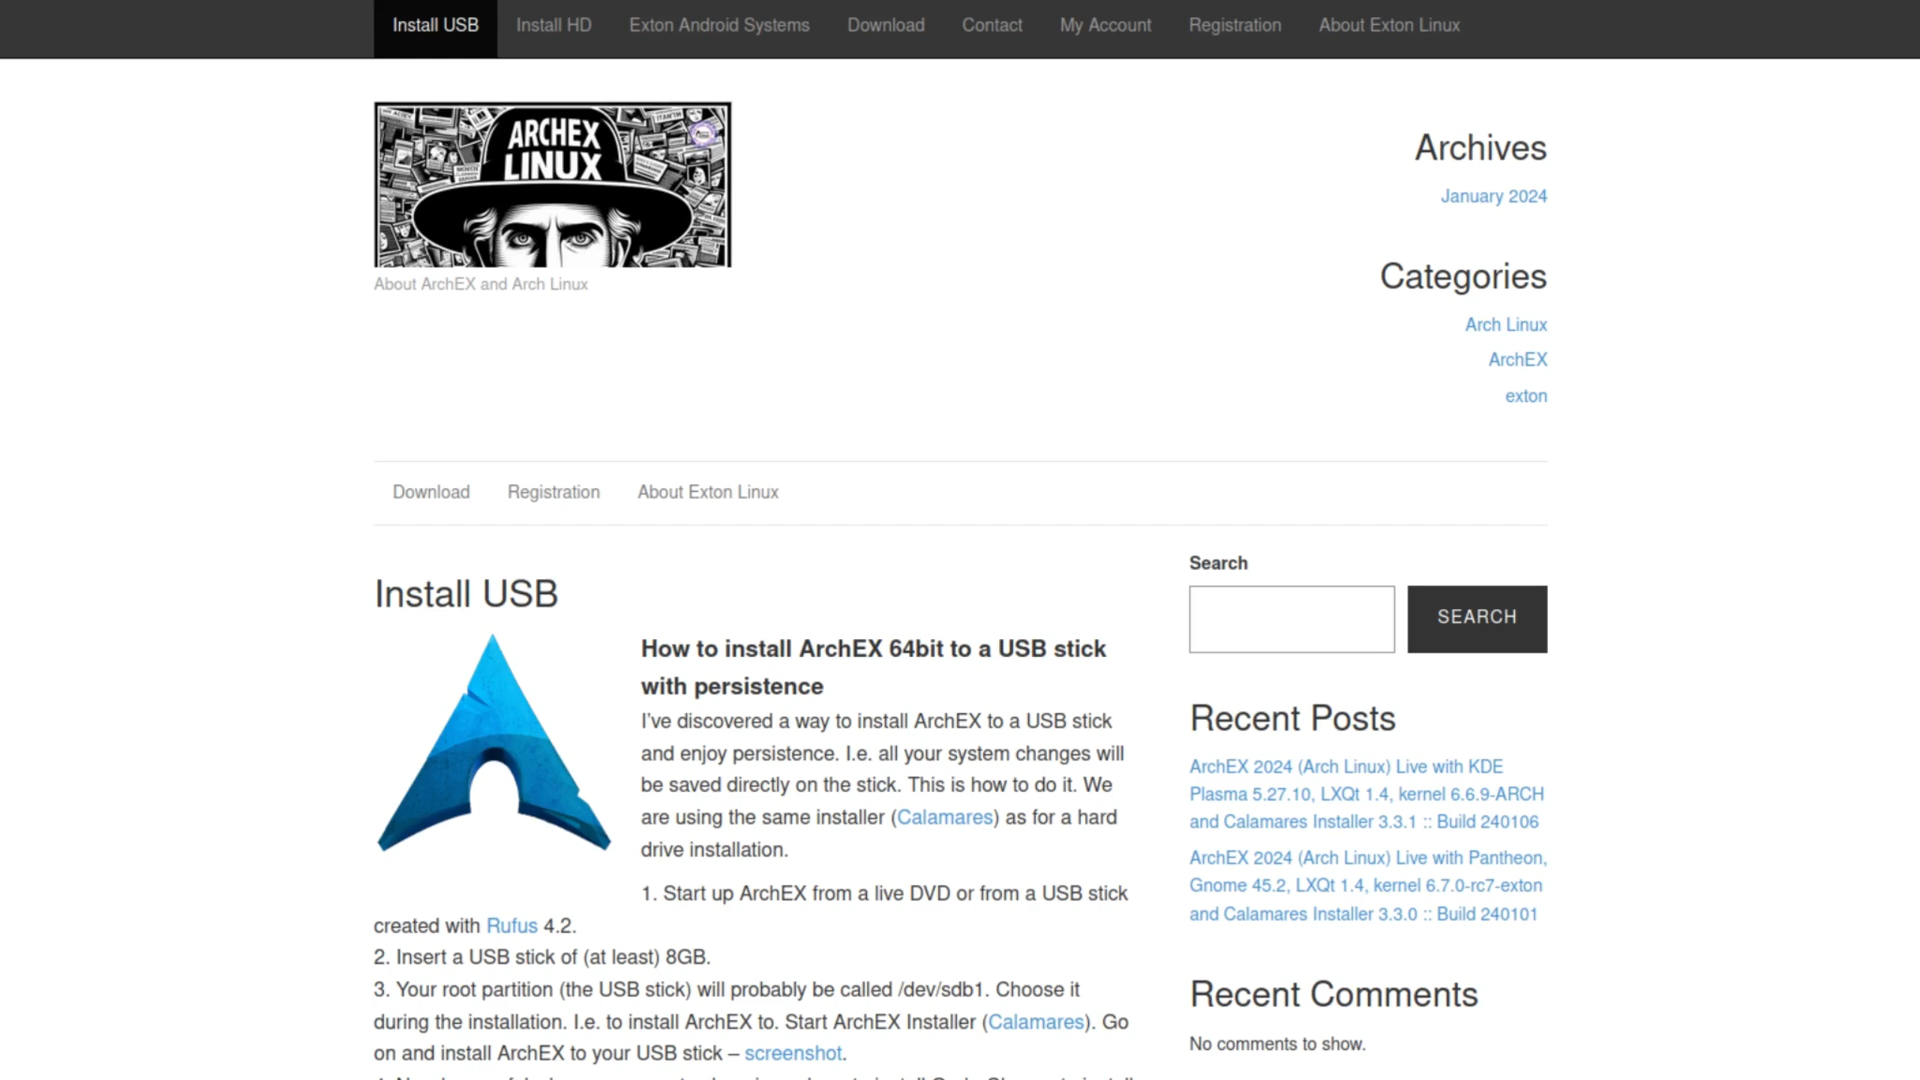 Install USB Install HD Exton Android Systems Download Contact My Account Registration About Exton Linux
ARCHEX
LINUX
About ArchEX and Arch Linux
Archives
January 2024
Categories
Arch Linux
ArchEX
exton
Download Registration About Exton Linux
Install USB
How to install ArchEX 64bit to a USB stick
with persistence
I've discovered a way to install ArchEX to a USB stick
and enjoy persistence. I.e. all your system changes will
be saved directly on the stick. This is how to do it. We
are using the same installer (Calamares) as for a hard
drive installation.
1. Start up ArchEX from a live DVD or from a USB stick
created with Rufus 4.2.
2. Insert a USB stick of (at least) 8GB.
3. Your root partition (the USB stick) will probably be called /dev/sdb1. Choose it
during the installation. I.e. to install ArchEX to. Start ArchEX Installer (Calamares). Go
on and install ArchEX to your USB stick – screenshot.
Search
SEARCH
Recent Posts
ArchEX 2024 (Arch Linux) Live with KDE
Plasma 5.27.10, LXQt 1.4, kernel 6.6.9-ARCH
and Calamares Installer 3.3.1 :: Build 240106
ArchEX 2024 (Arch Linux) Live with Pantheon,
Gnome 45.2, LXQt 1.4, kernel 6.7.0-rc7-exton
and Calamares Installer 3.3.0 :: Build 240101
Recent Comments
No comments to show.